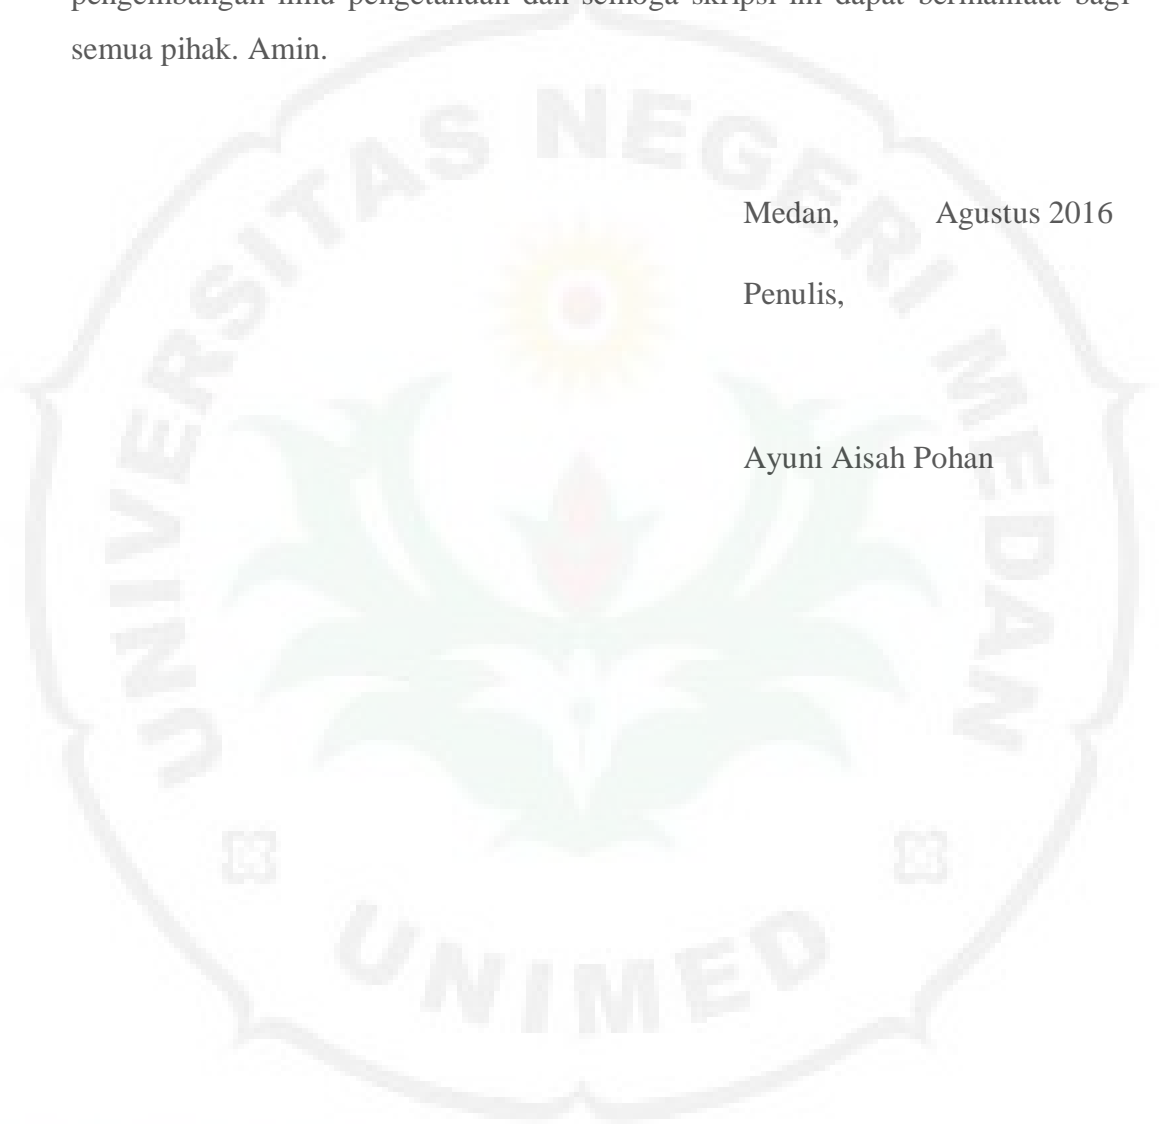 pengembangan ilmu pengetahuan dan semoga skripsi ini dapat bermanfaat bagi
semua pihak. Amin.
UNIVERSITAS NEGERI MEDAN
Medan, Agustus 2016
Penulis,
Ayuni Aisah Pohan
UNIMED